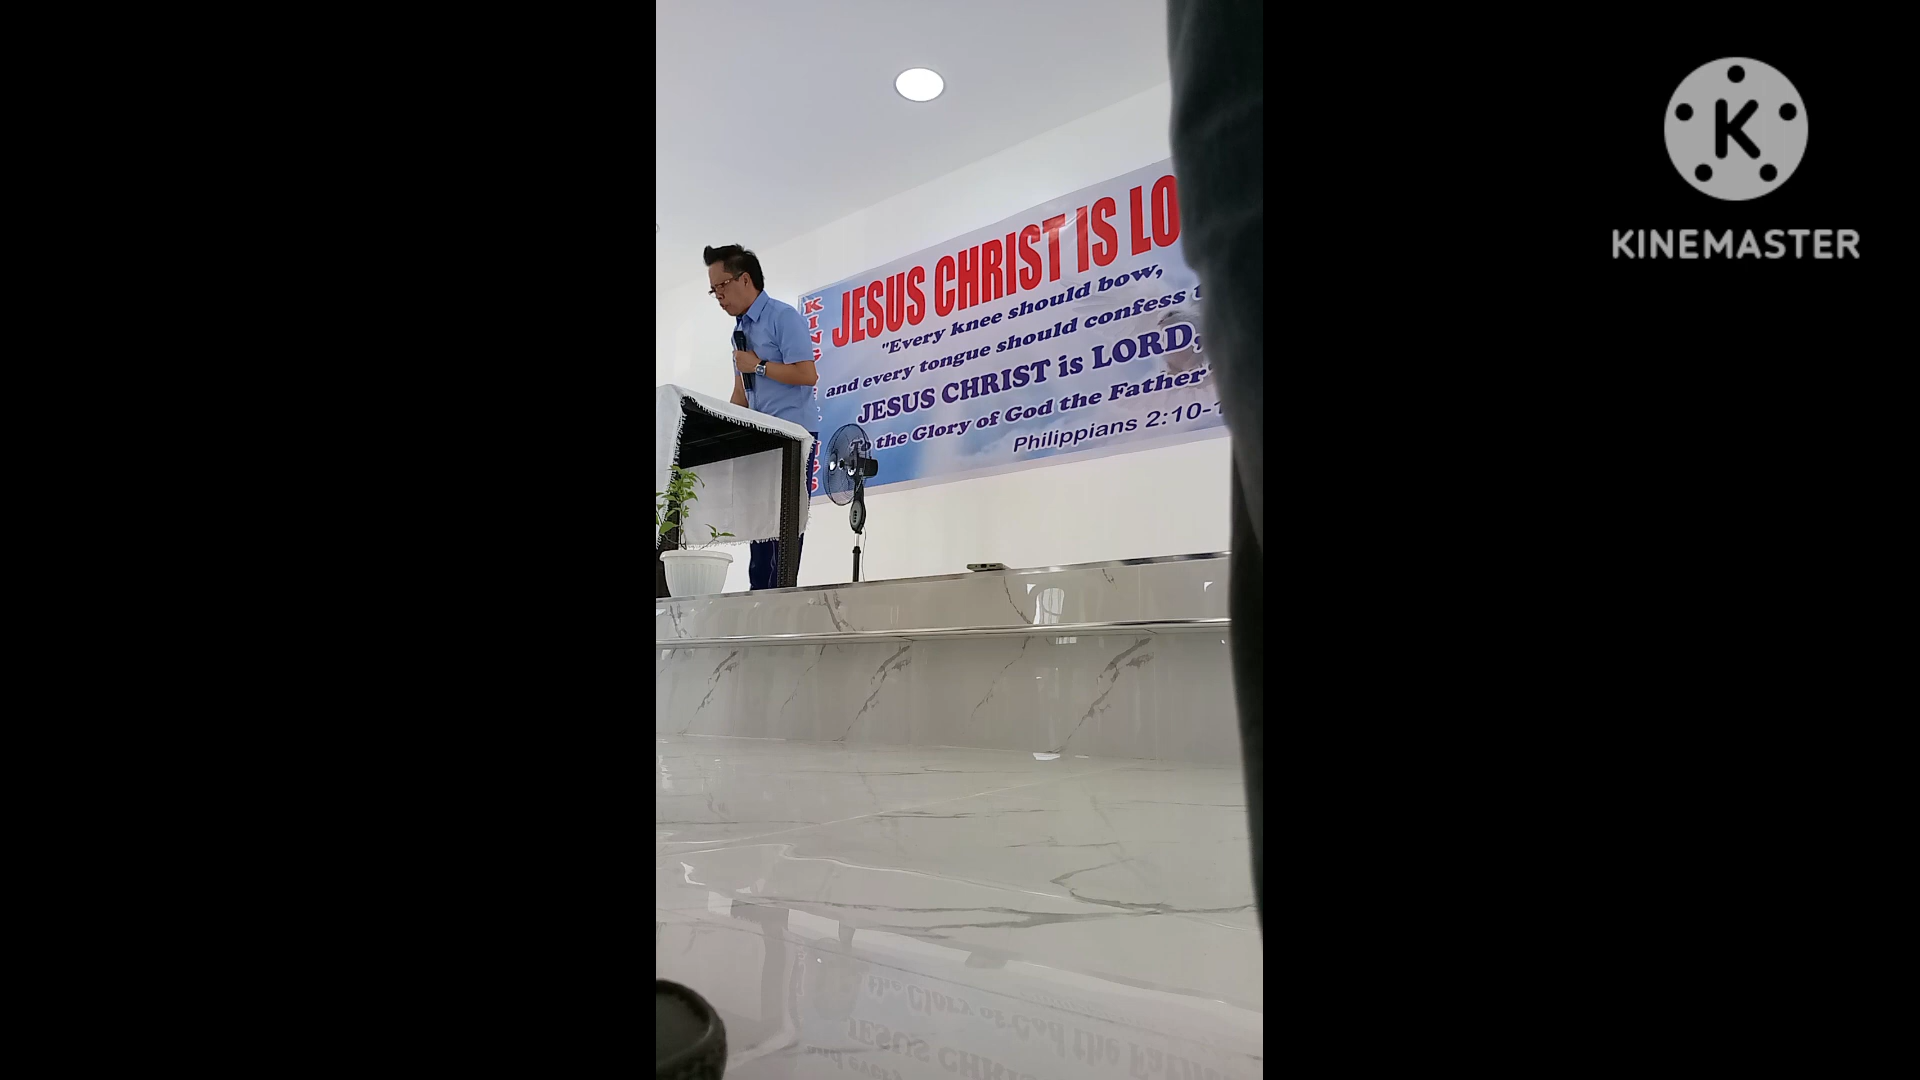 JESUS CHRIST IS LO
"Every knee should bow,
and every tongue should confess t
JESUS CHRIST is LORD,
To the Glory of God the Father"
Philippians 2:10-1
K
KINEMASTER